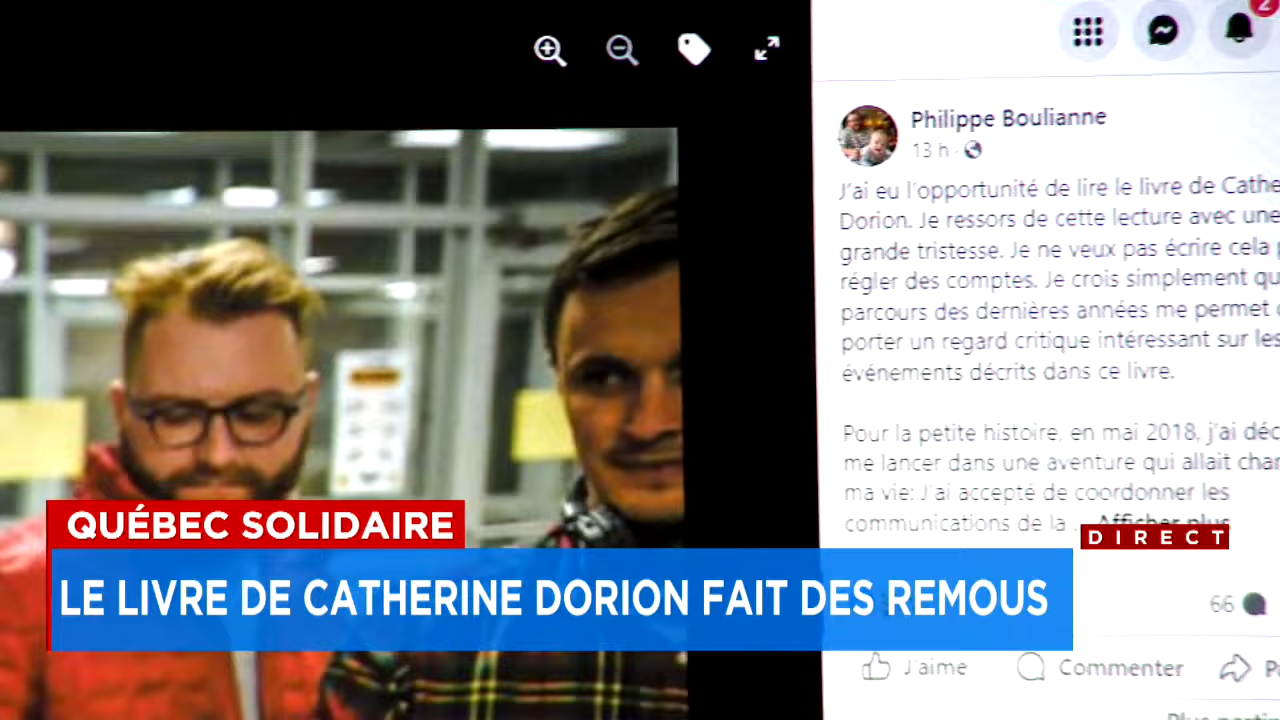 2
Philippe Boulianne
13 h ·
J'ai eu l'opportunité de lire le livre de Cathe
Dorion. Je ressors de cette lecture avec une
grande tristesse. Je ne veux pas écrire cela p
régler des comptes. Je crois simplement qu
parcours des dernières années me permet d
porter un regard critique intéressant sur les
événements décrits dans ce livre.
Pour la petite histoire, en mai 2018, j'ai déc
me lancer dans une aventure qui allait chan
ma vie: J'ai accepté de coordonner les
communications de la ... Afficher plus
DIRECT
QUÉBEC SOLIDAIRE
LE LIVRE DE CATHERINE DORION FAIT DES REMOUS
66
J'aime
Commenter